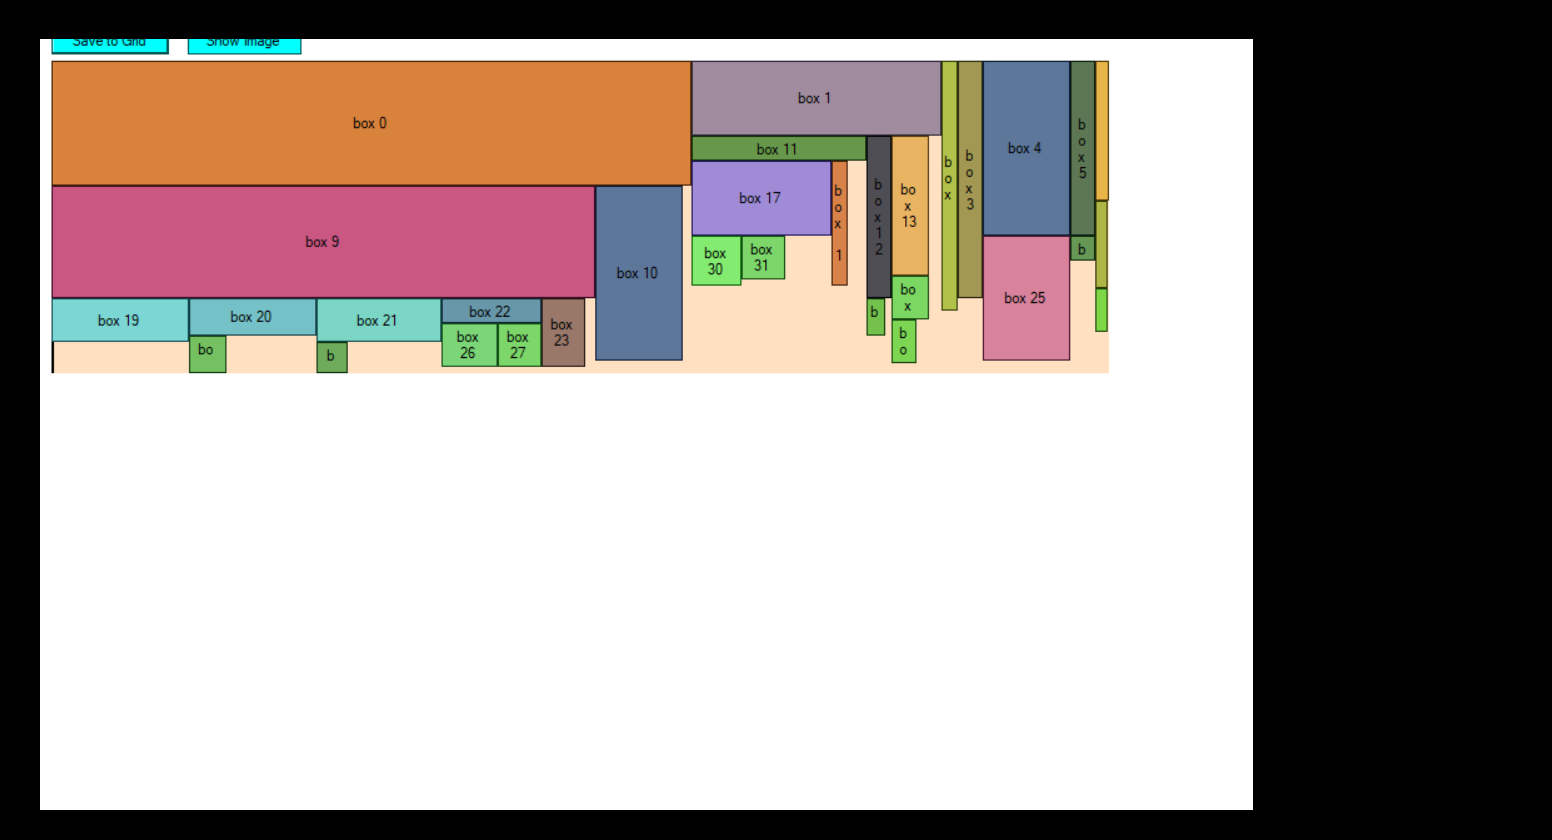 Save to Grid
Show Image
box 0
box 1
b
o
x
b
o
x
3
box 4
b
o
x
5
box 9
box 10
box 11
b
o
x
1
2
bo
x
13
box 17
b
o
x
1
box 19
box 20
box 21
box 22
box
23
b
box 25
box
26
box
27
bo
b
box
30
box
31
b
bo
x
b
o